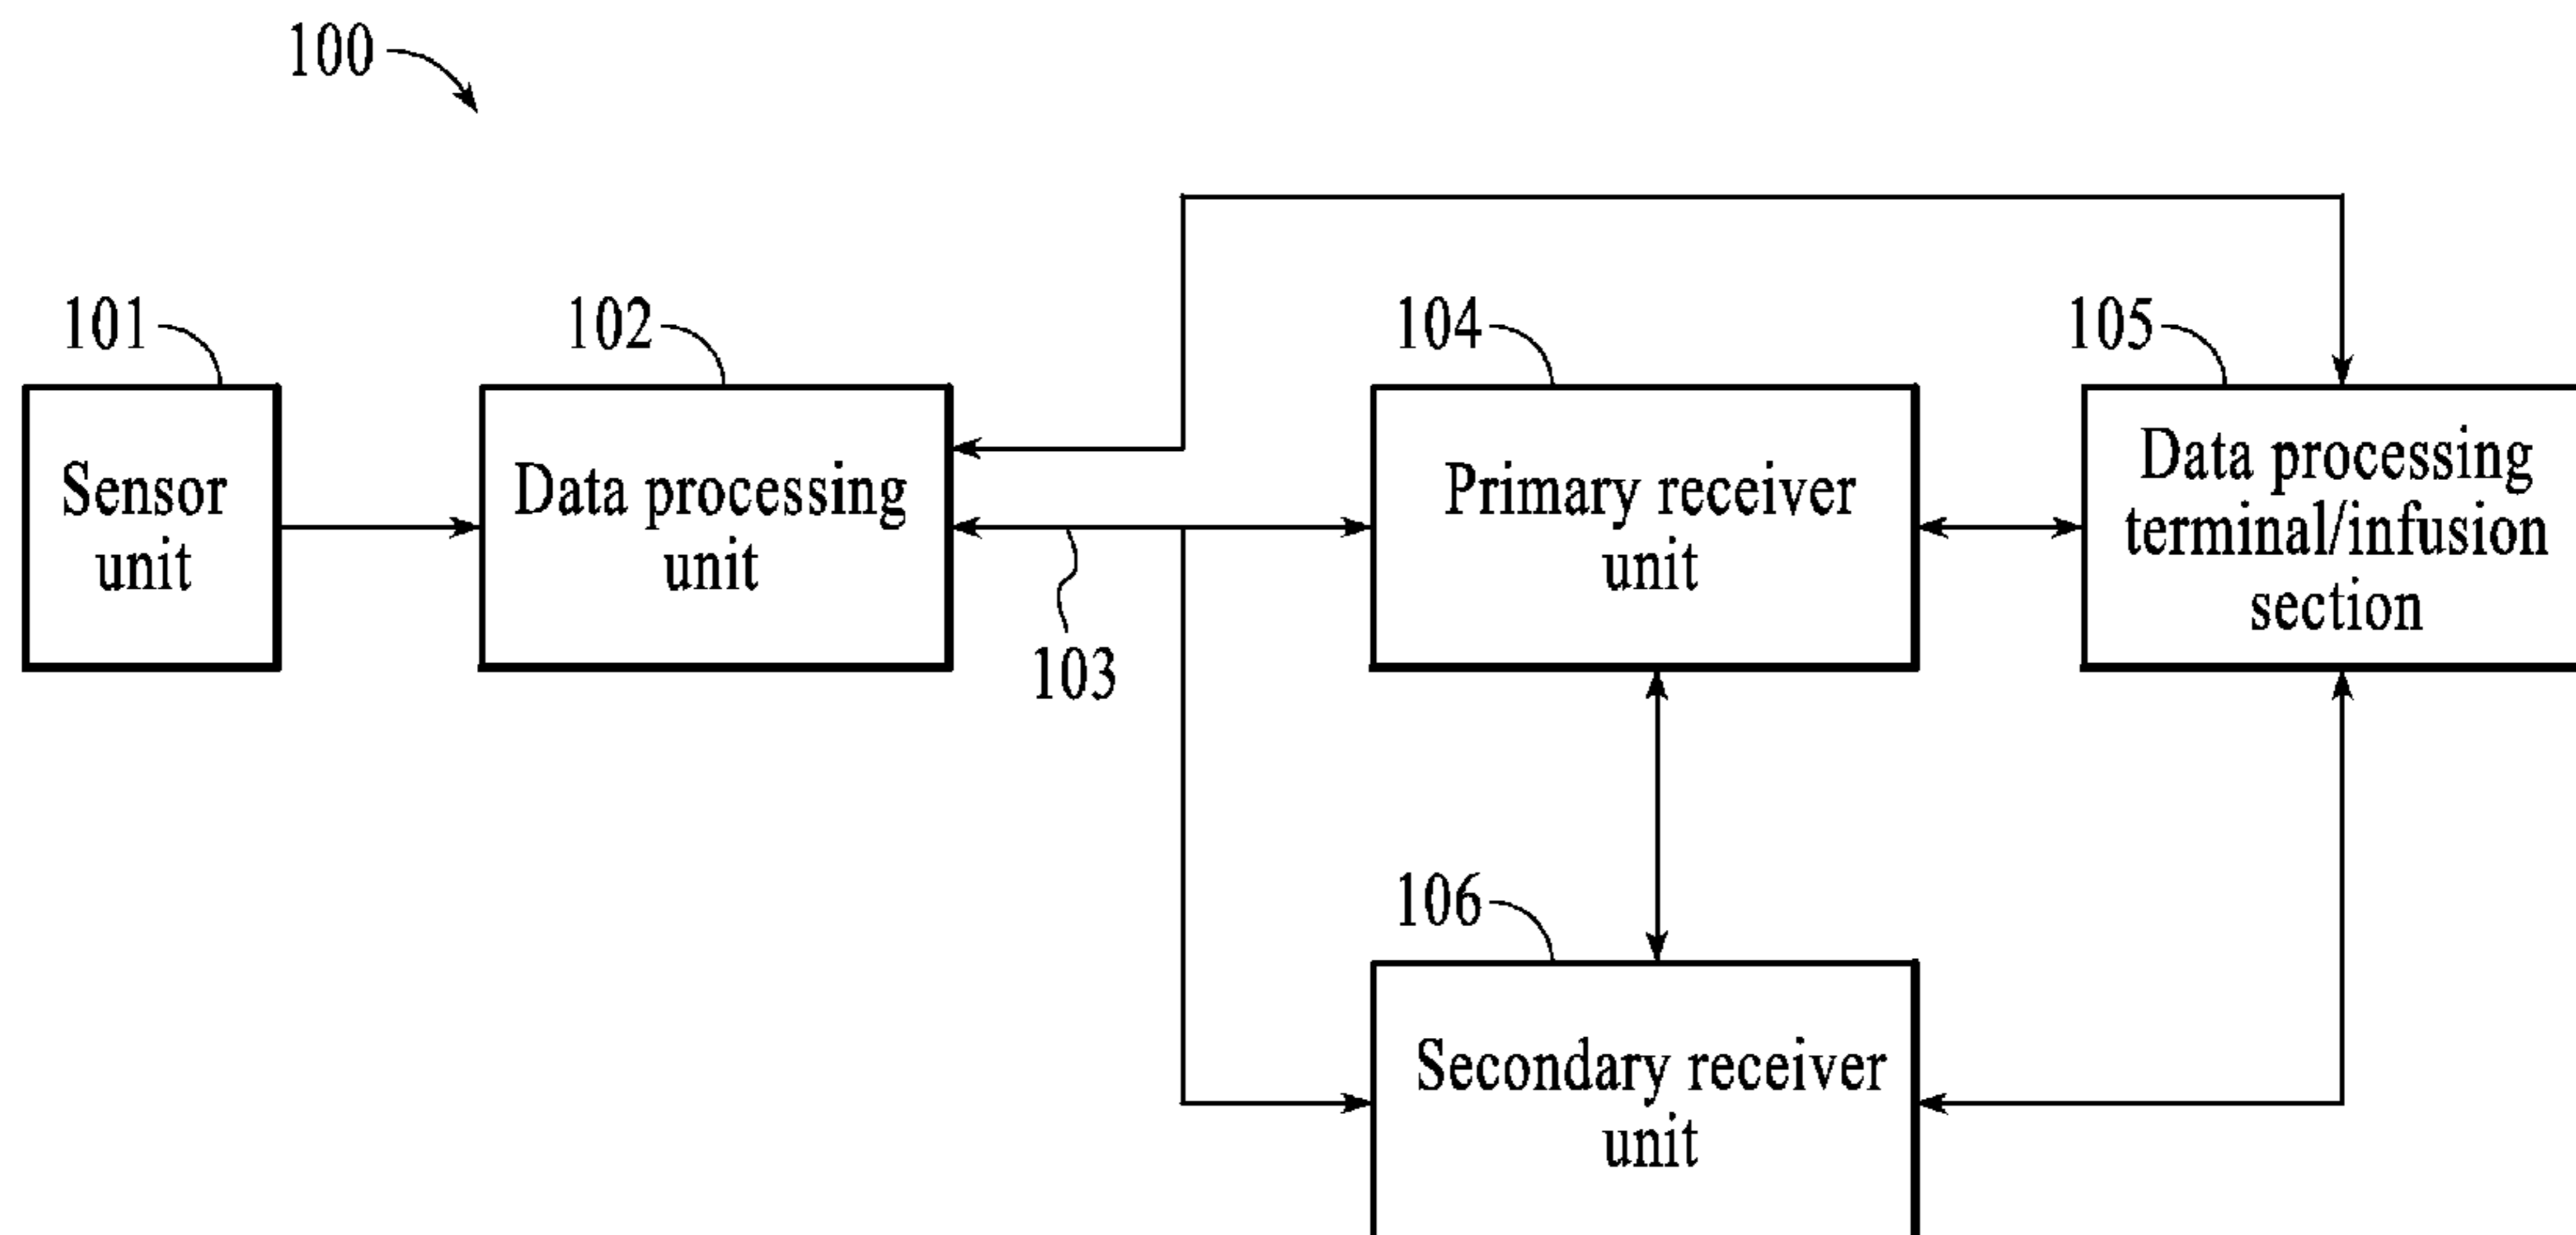 100
101
102
104
105
Sensor
unit
Data processing
unit
103
Primary receiver
unit
Data processing
terminal/infusion
section
106
Secondary receiver
unit